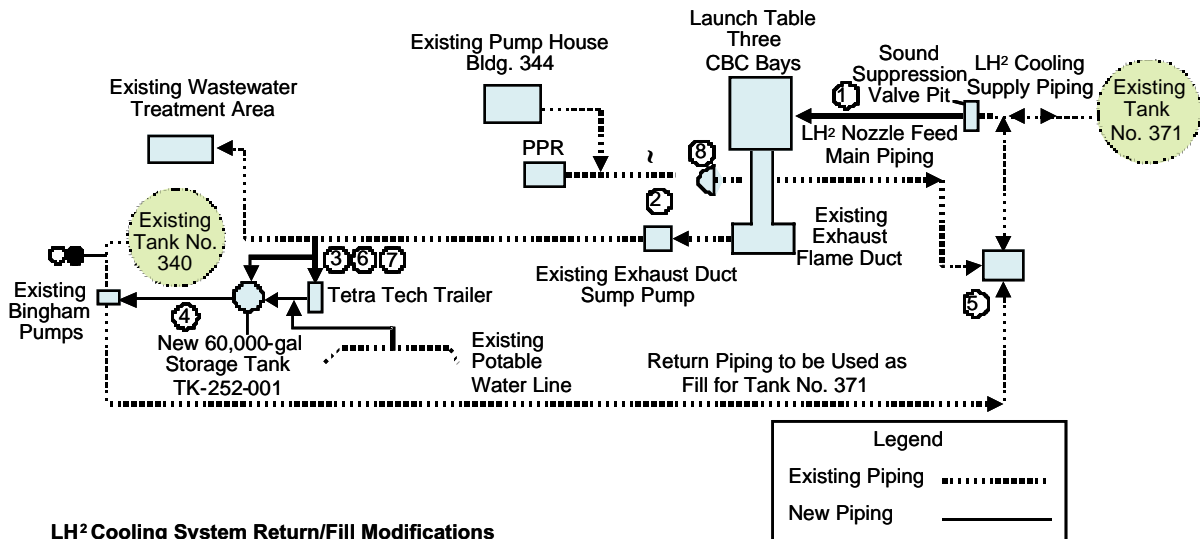 Launch Table
Three
CBC Bays
Existing Pump House
Bldg. 344
Sound
Suppression
Valve Pit
LH² Cooling
Supply Piping
Existing
Tank
No. 371
Existing Wastewater
Treatment Area
1
LH² Nozzle Feed
Main Piping
PPR
~
8
2
Existing
Tank No.
340
Existing
Exhaust
Flame Duct
3 6 7
Existing Exhaust Duct
Sump Pump
Tetra Tech Trailer
5
Existing
Bingham
Pumps
4
New 60,000-gal
Storage Tank
TK-252-001
Existing
Potable
Water Line
Return Piping to be Used as
Fill for Tank No. 371
Legend
Existing Piping
New Piping
LH² Cooling System Return/Fill Modifications